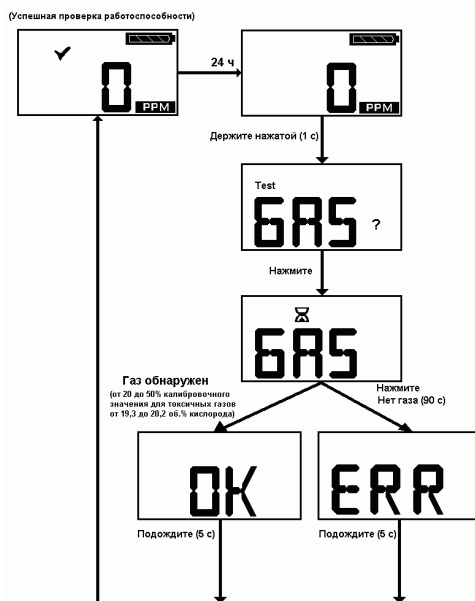 (Успешная проверка работоспособности)
0
PPM
24 ч
0
PPM
Держите нажатой (1 с)
Test
GAS ?
Нажмите
GAS
Газ обнаружен
(от 20 до 50% калибровочного
значения для токсичных газов
от 19,3 до 20,2 об.% кислорода)
Нажмите
Нет газа (90 с)
OK
ERR
Подождите (5 с)
Подождите (5 с)